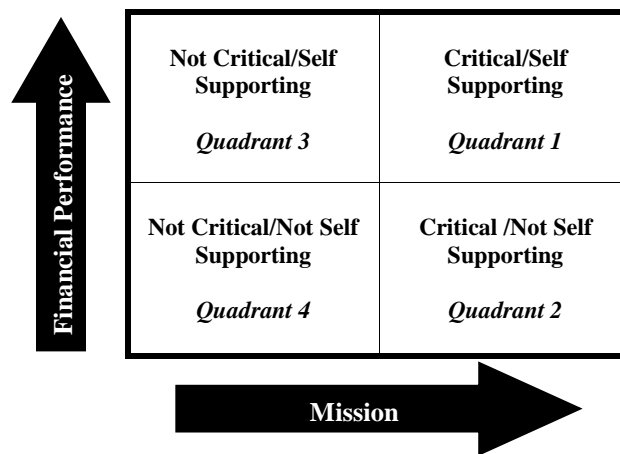 Financial Performance
Not Critical/Self
Supporting
Quadrant 3
Critical/Self
Supporting
Quadrant 1
Not Critical/Not Self
Supporting
Quadrant 4
Critical /Not Self
Supporting
Quadrant 2
Mission